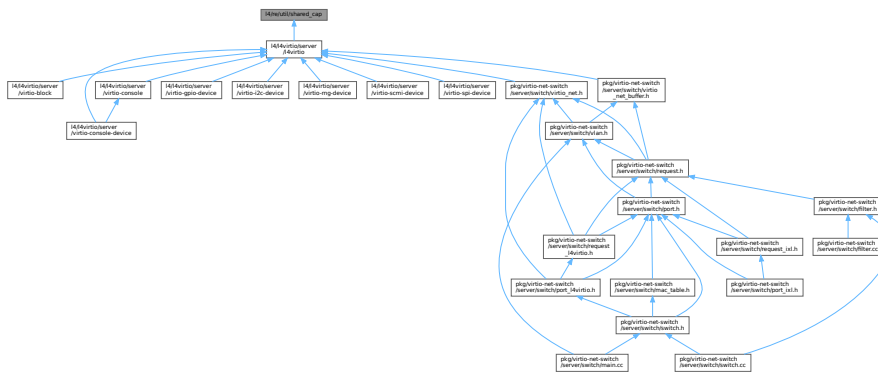 l4/re/util/shared_cap
l4/l4virtio/server
/l4virtio
l4/l4virtio/server
/virtio-block
l4/l4virtio/server
/virtio-console
l4/l4virtio/server
/virtio-gpio-device
l4/l4virtio/server
/virtio-i2c-device
l4/l4virtio/server
/virtio-rng-device
l4/l4virtio/server
/virtio-scmi-device
l4/l4virtio/server
/virtio-spi-device
pkg/virtio-net-switch
/server/switch/virtio_net.h
pkg/virtio-net-switch
/server/switch/virtio
_net_buffer.h
l4/l4virtio/server
/virtio-console-device
pkg/virtio-net-switch
/server/switch/vlan.h
pkg/virtio-net-switch
/server/switch/request.h
pkg/virtio-net-switch
/server/switch/port.h
pkg/virtio-net-switch
/server/switch/filter.h
pkg/virtio-net-switch
/server/switch/request
_l4virtio.h
pkg/virtio-net-switch
/server/switch/request_ixl.h
pkg/virtio-net-switch
/server/switch/filter.cc
pkg/virtio-net-switch
/server/switch/port_l4virtio.h
pkg/virtio-net-switch
/server/switch/mac_table.h
pkg/virtio-net-switch
/server/switch/port_ixl.h
pkg/virtio-net-switch
/server/switch/switch.h
pkg/virtio-net-switch
/server/switch/main.cc
pkg/virtio-net-switch
/server/switch/switch.cc